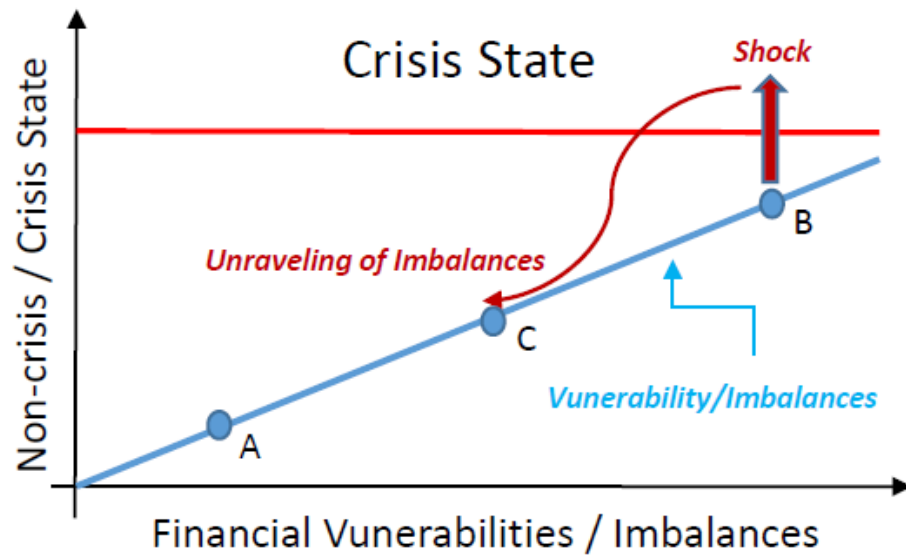 Crisis State
Shock
Non-crisis / Crisis State
B
Unraveling of Imbalances
C
Vunerability/Imbalances
A
Financial Vunerabilities / Imbalances